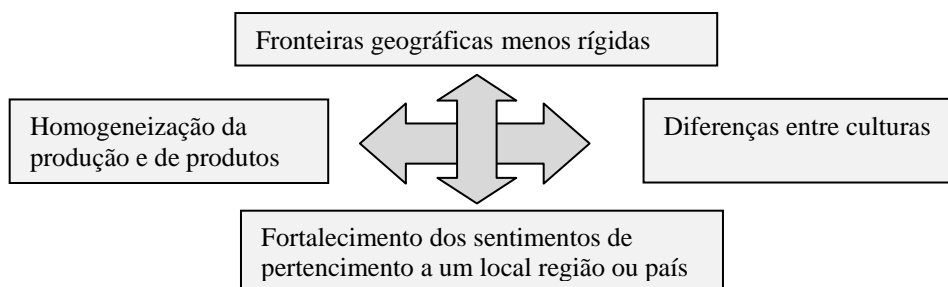 Fronteiras geográficas menos rígidas
Homogeneização da
produção e de produtos
Diferenças entre culturas
Fortalecimento dos sentimentos de
pertencimento a um local região ou país